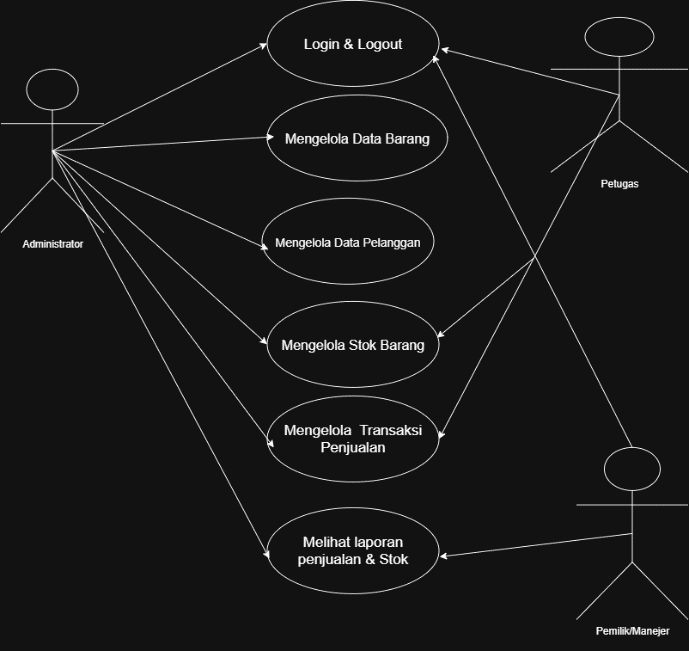 Login & Logout
Mengelola Data Barang
Petugas
Administrator
Mengelola Data Pelanggan
Mengelola Stok Barang
Mengelola Transaksi
Penjualan
Melihat laporan
penjualan & Stok
Pemilik/Manejer